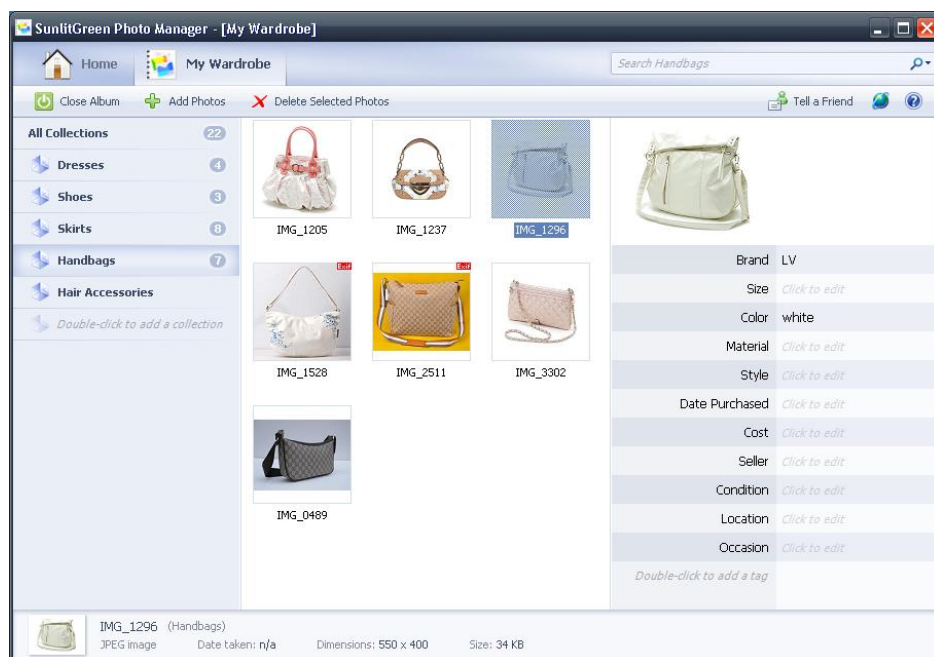 SunlitGreen Photo Manager - [My Wardrobe]
Home
My Wardrobe
Search Handbags
Close Album
Add Photos
Delete Selected Photos
Tell a Friend
All Collections 22
Dresses 4
Shoes 3
Skirts 8
Handbags 7
Hair Accessories
Double-click to add a collection
IMG_1205
IMG_1237
IMG_1296
Exif
Exif
IMG_1528
IMG_2511
IMG_3302
IMG_0489
Brand LV
Size Click to edit
Color white
Material Click to edit
Style Click to edit
Date Purchased Click to edit
Cost Click to edit
Seller Click to edit
Condition Click to edit
Location Click to edit
Occasion Click to edit
Double-click to add a tag
IMG_1296 (Handbags)
JPEG image Date taken: n/a Dimensions: 550 x 400 Size: 34 KB